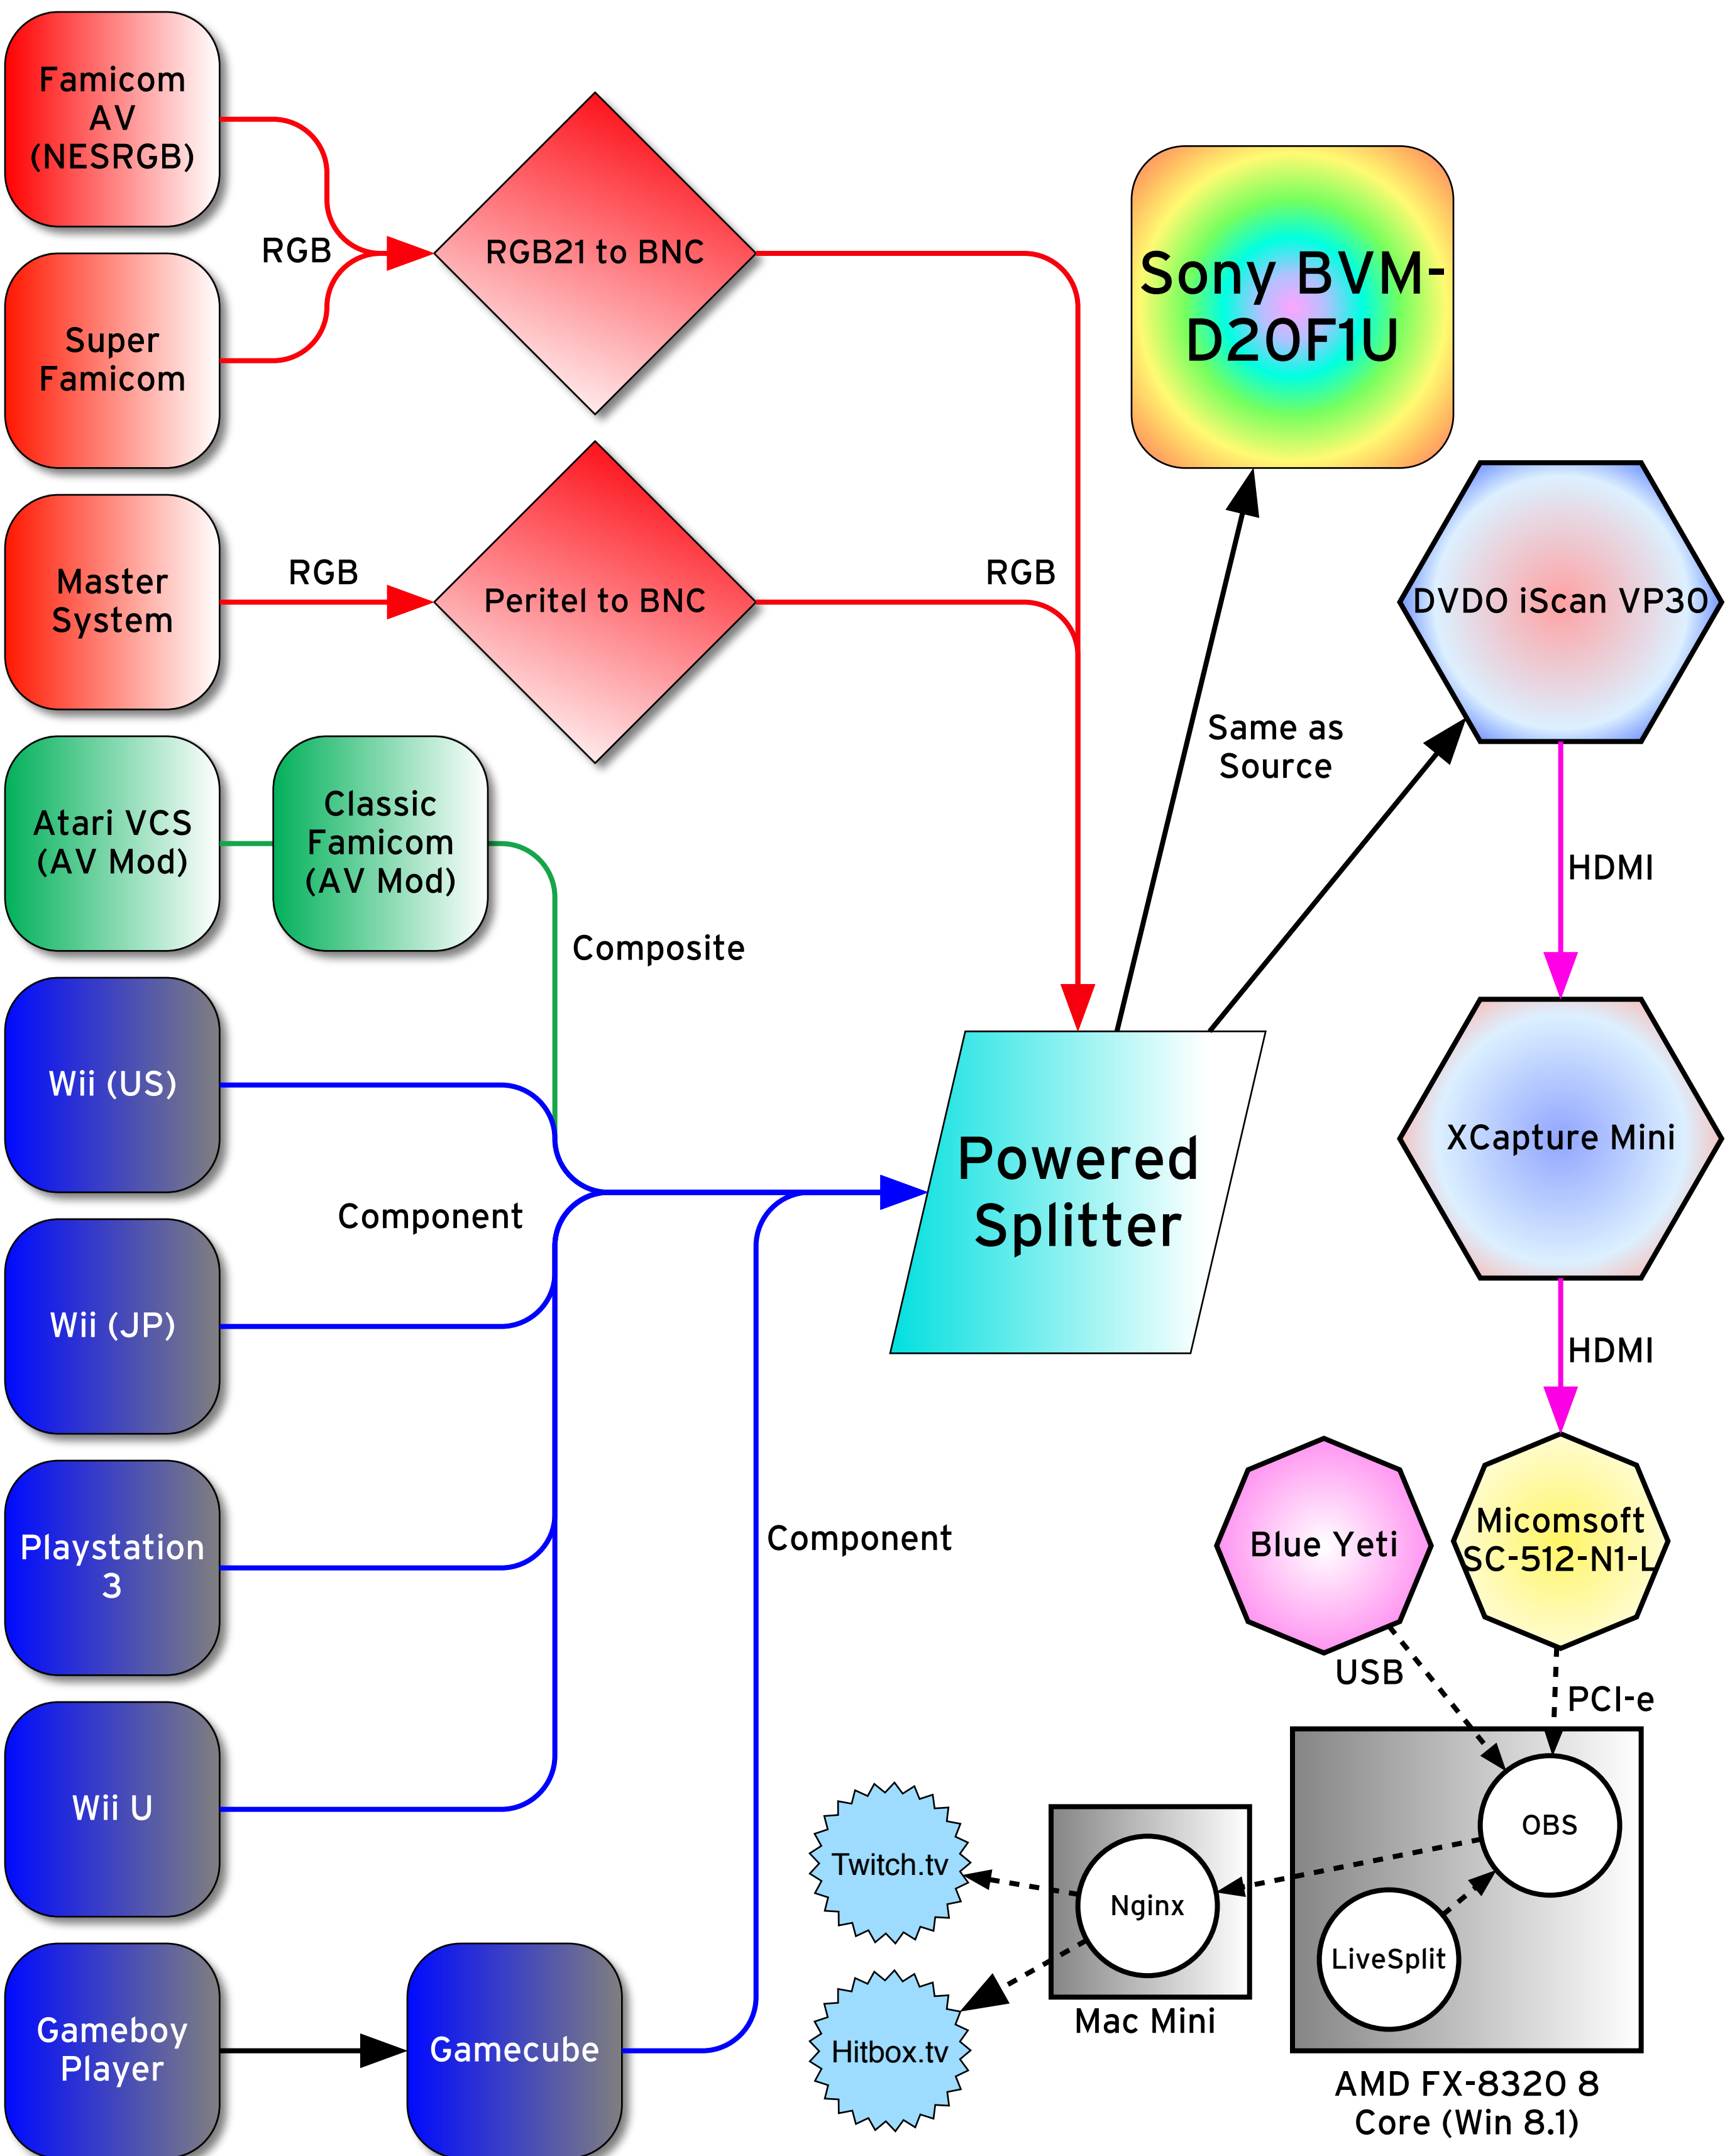 Famicom
AV
(NESRGB)
RGB
Super
Famicom
RGB21 to BNC
Sony BVM-
D20F1U
Master
System
RGB
Peritel to BNC
RGB
DVDO iScan VP30
Same as
Source
HDMI
Atari VCS
(AV Mod)
Classic
Famicom
(AV Mod)
Composite
Wii (US)
Component
Wii (JP)
Powered
Splitter
XCapture Mini
HDMI
Playstation
3
Component
Blue Yeti
Micomsoft
SC-512-N1-L
USB
PCI-e
Wii U
Twitch.tv
Nginx
OBS
LiveSplit
Mac Mini
Hitbox.tv
AMD FX-8320 8
Core (Win 8.1)
Gameboy
Player
Gamecube